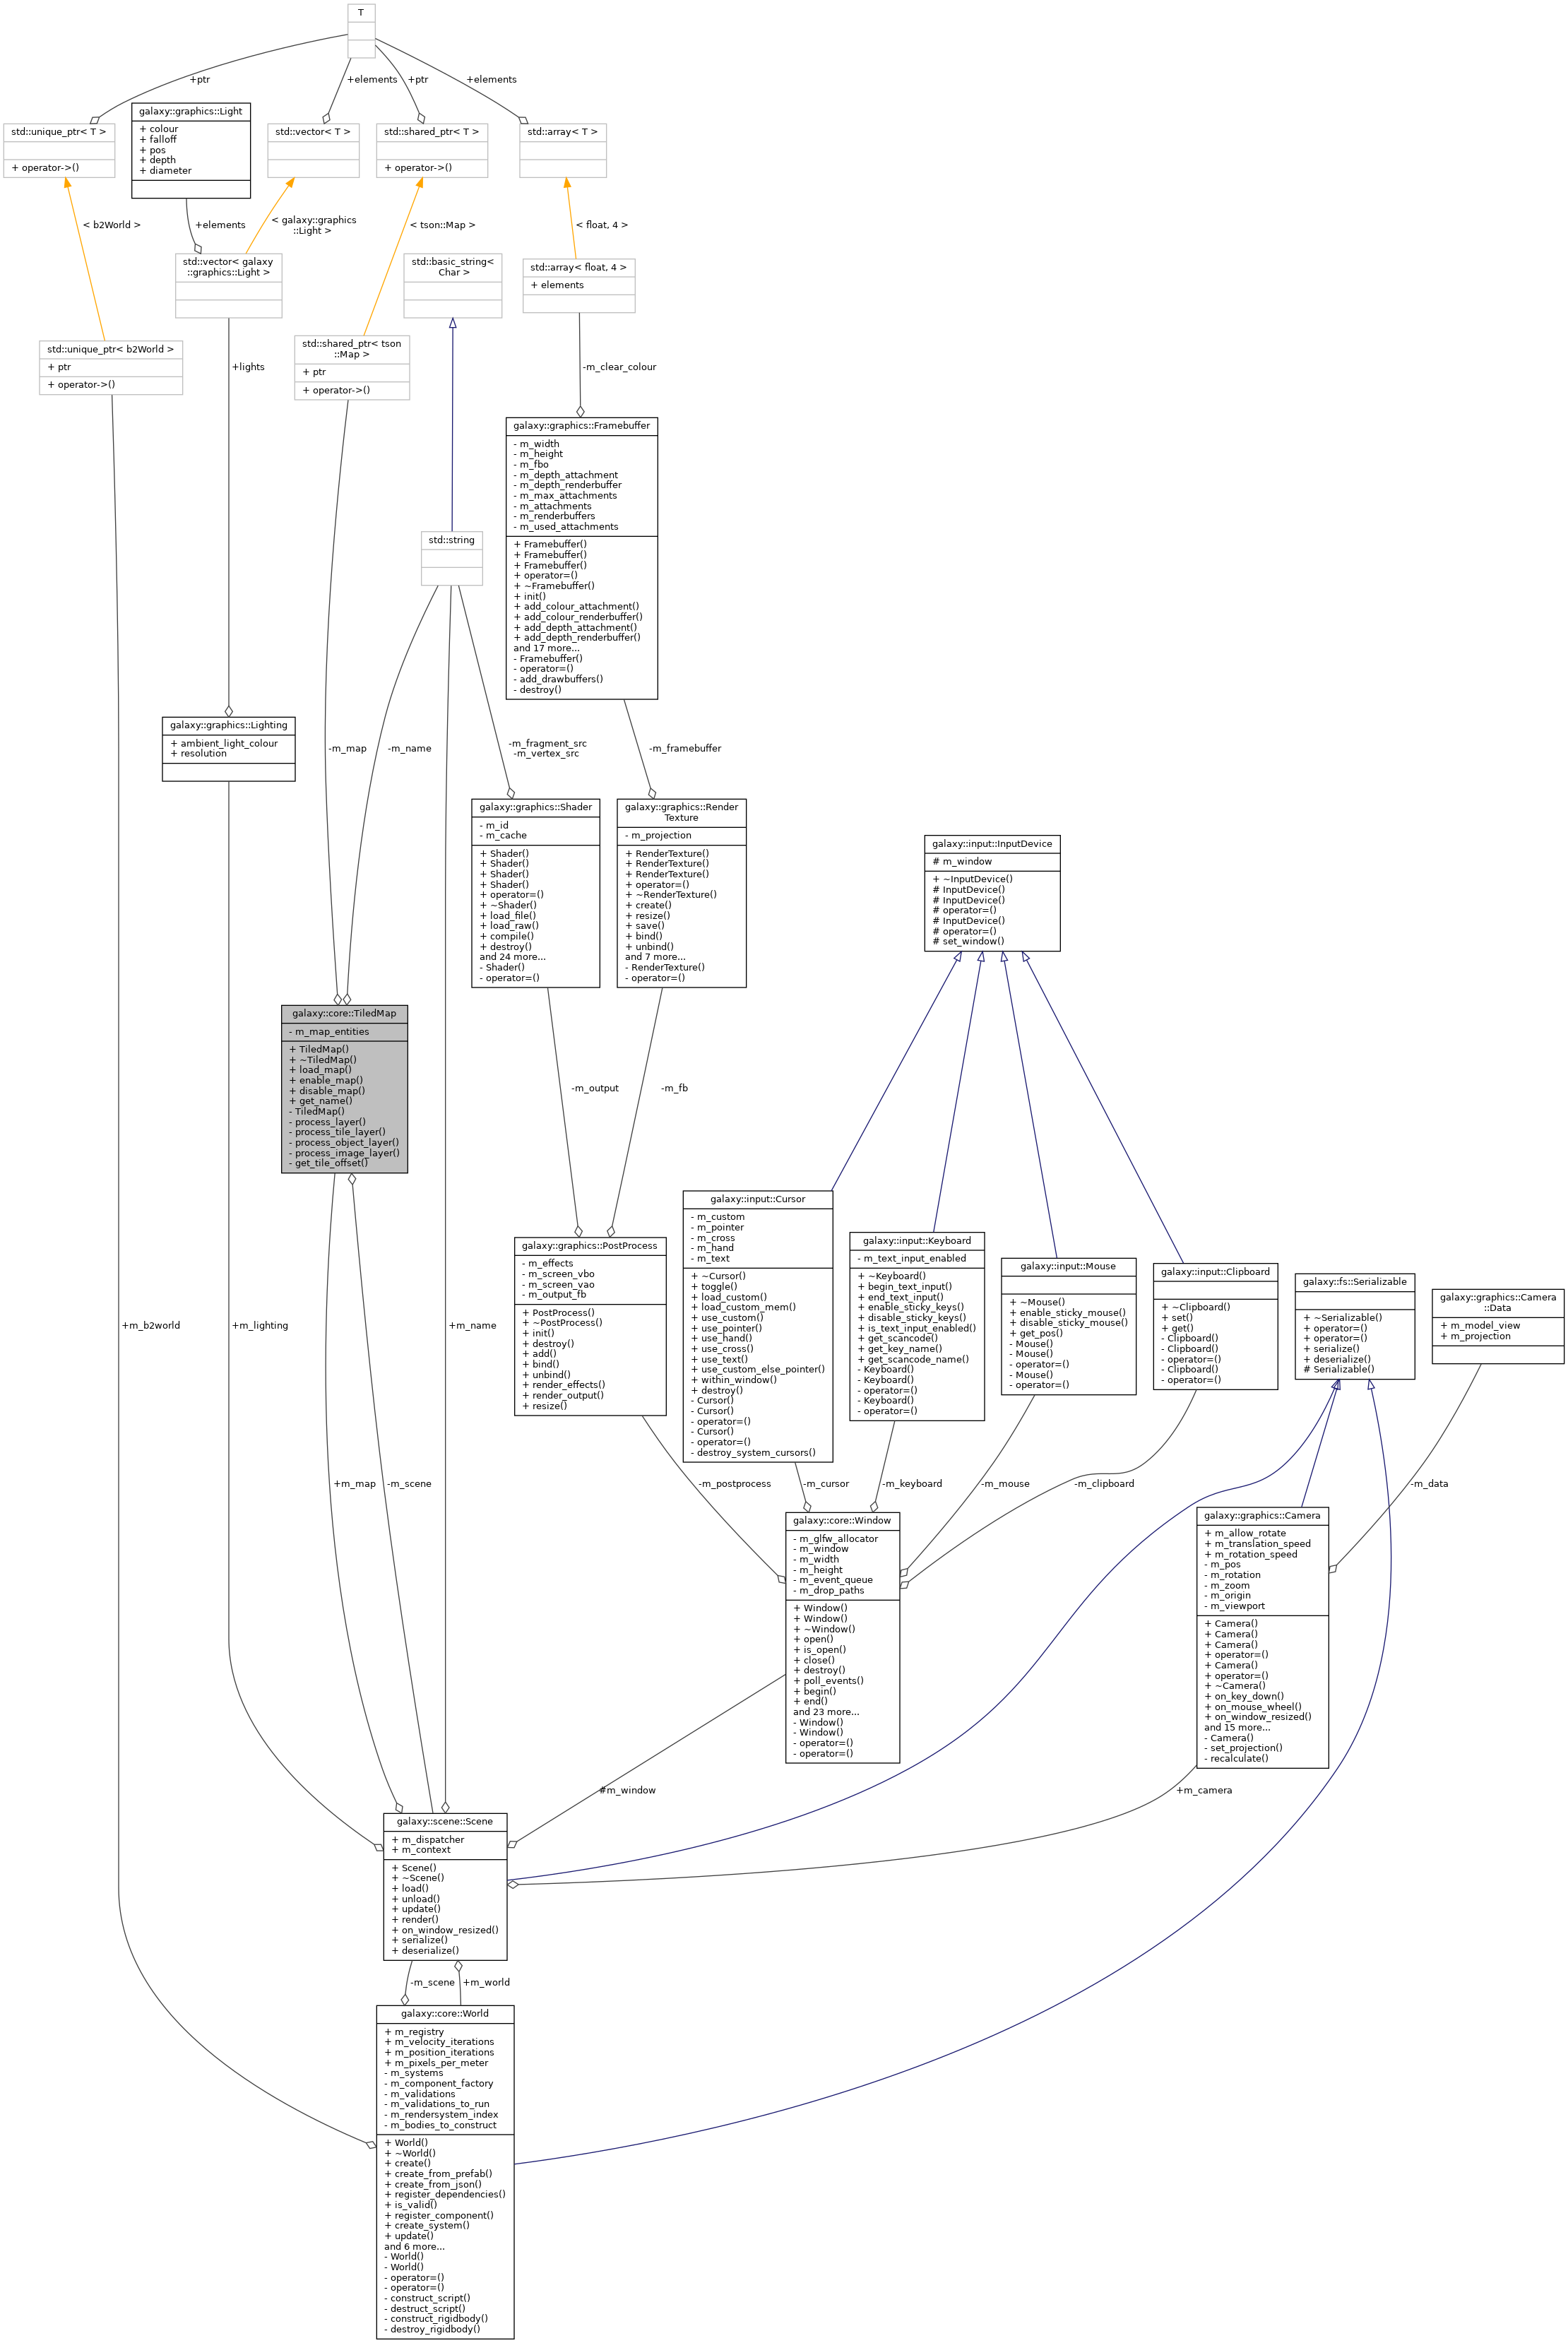 T
+ptr
+elements
+ptr
+elements
std::unique_ptr< T >
+ operator->()
galaxy::graphics::Light
+ colour
+ falloff
+ pos
+ depth
+ diameter
std::vector< T >
std::shared_ptr< T >
+ operator->()
std::array< T >
< b2World >
+elements
< galaxy::graphics
::Light >
< tson::Map >
< float, 4 >
std::vector< galaxy
::graphics::Light >
std::basic_string<
Char >
std::array< float, 4 >
+ elements
std::unique_ptr< b2World >
+ ptr
+ operator->()
+lights
std::shared_ptr< tson
::Map >
+ ptr
+ operator->()
-m_clear_colour
galaxy::graphics::Framebuffer
- m_width
- m_height
- m_fbo
- m_depth_attachment
- m_depth_renderbuffer
- m_max_attachments
- m_attachments
- m_renderbuffers
- m_used_attachments
+ Framebuffer()
+ Framebuffer()
+ Framebuffer()
+ operator=()
+ ~Framebuffer()
+ init()
+ add_colour_attachment()
+ add_colour_renderbuffer()
+ add_depth_attachment()
+ add_depth_renderbuffer()
and 17 more...
- Framebuffer()
- operator=()
- add_drawbuffers()
- destroy()
std::string
galaxy::graphics::Lighting
+ ambient_light_colour
+ resolution
-m_map
-m_name
-m_fragment_src
-m_vertex_src
-m_framebuffer
galaxy::graphics::Shader
- m_id
- m_cache
+ Shader()
+ Shader()
+ Shader()
+ Shader()
+ operator=()
+ ~Shader()
+ load_file()
+ load_raw()
+ compile()
+ destroy()
and 24 more...
- Shader()
- operator=()
galaxy::graphics::Render
Texture
- m_projection
+ RenderTexture()
+ RenderTexture()
+ RenderTexture()
+ operator=()
+ ~RenderTexture()
+ create()
+ resize()
+ save()
+ bind()
+ unbind()
and 7 more...
- RenderTexture()
- operator=()
galaxy::input::InputDevice
# m_window
+ ~InputDevice()
# InputDevice()
# InputDevice()
# operator=()
# InputDevice()
# operator=()
# set_window()
galaxy::core::TiledMap
- m_map_entities
+ TiledMap()
+ ~TiledMap()
+ load_map()
+ enable_map()
+ disable_map()
+ get_name()
- TiledMap()
- process_layer()
- process_tile_layer()
- process_object_layer()
- process_image_layer()
- get_tile_offset()
-m_output
-m_fb
galaxy::graphics::PostProcess
- m_effects
- m_screen_vbo
- m_screen_vao
- m_output_fb
+ PostProcess()
+ ~PostProcess()
+ init()
+ destroy()
+ add()
+ bind()
+ unbind()
+ render_effects()
+ render_output()
+ resize()
galaxy::input::Cursor
- m_custom
- m_pointer
- m_cross
- m_hand
- m_text
+ ~Cursor()
+ toggle()
+ load_custom()
+ load_custom_mem()
+ use_custom()
+ use_pointer()
+ use_hand()
+ use_cross()
+ use_text()
+ use_custom_else_pointer()
+ within_window()
+ destroy()
- Cursor()
- Cursor()
- operator=()
- Cursor()
- operator=()
- destroy_system_cursors()
galaxy::input::Keyboard
- m_text_input_enabled
+ ~Keyboard()
+ begin_text_input()
+ end_text_input()
+ enable_sticky_keys()
+ disable_sticky_keys()
+ is_text_input_enabled()
+ get_scancode()
+ get_key_name()
+ get_scancode_name()
- Keyboard()
- Keyboard()
- operator=()
- Keyboard()
- operator=()
galaxy::input::Mouse
+ ~Mouse()
+ enable_sticky_mouse()
+ disable_sticky_mouse()
+ get_pos()
- Mouse()
- Mouse()
- operator=()
- Mouse()
- operator=()
galaxy::input::Clipboard
+ ~Clipboard()
+ set()
+ get()
- Clipboard()
- Clipboard()
- operator=()
- Clipboard()
- operator=()
galaxy::fs::Serializable
+ ~Serializable()
+ operator=()
+ operator=()
+ serialize()
+ deserialize()
# Serializable()
galaxy::graphics::Camera
::Data
+ m_model_view
+ m_projection
+m_b2world
+m_lighting
+m_name
+m_map
-m_scene
-m_postprocess
-m_cursor
-m_keyboard
-m_mouse
-m_clipboard
-m_data
galaxy::core::Window
- m_glfw_allocator
- m_window
- m_width
- m_height
- m_event_queue
- m_drop_paths
+ Window()
+ Window()
+ ~Window()
+ open()
+ is_open()
+ close()
+ destroy()
+ poll_events()
+ begin()
+ end()
and 23 more...
- Window()
- Window()
- operator=()
- operator=()
galaxy::graphics::Camera
+ m_allow_rotate
+ m_translation_speed
+ m_rotation_speed
- m_pos
- m_rotation
- m_zoom
- m_origin
- m_viewport
+ Camera()
+ Camera()
+ Camera()
+ operator=()
+ Camera()
+ operator=()
+ ~Camera()
+ on_key_down()
+ on_mouse_wheel()
+ on_window_resized()
and 15 more...
- Camera()
- set_projection()
- recalculate()
#m_window
+m_camera
galaxy::scene::Scene
+ m_dispatcher
+ m_context
+ Scene()
+ ~Scene()
+ load()
+ unload()
+ update()
+ render()
+ on_window_resized()
+ serialize()
+ deserialize()
-m_scene
+m_world
galaxy::core::World
+ m_registry
+ m_velocity_iterations
+ m_position_iterations
+ m_pixels_per_meter
- m_systems
- m_component_factory
- m_validations
- m_validations_to_run
- m_rendersystem_index
- m_bodies_to_construct
+ World()
+ ~World()
+ create()
+ create_from_prefab()
+ create_from_json()
+ register_dependencies()
+ is_valid()
+ register_component()
+ create_system()
+ update()
and 6 more...
- World()
- World()
- operator=()
- operator=()
- construct_script()
- destruct_script()
- construct_rigidbody()
- destroy_rigidbody()